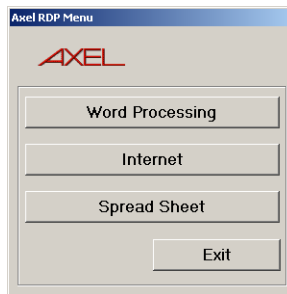 Axel RDP Menu
AXEL
Word Processing
Internet
Spread Sheet
Exit